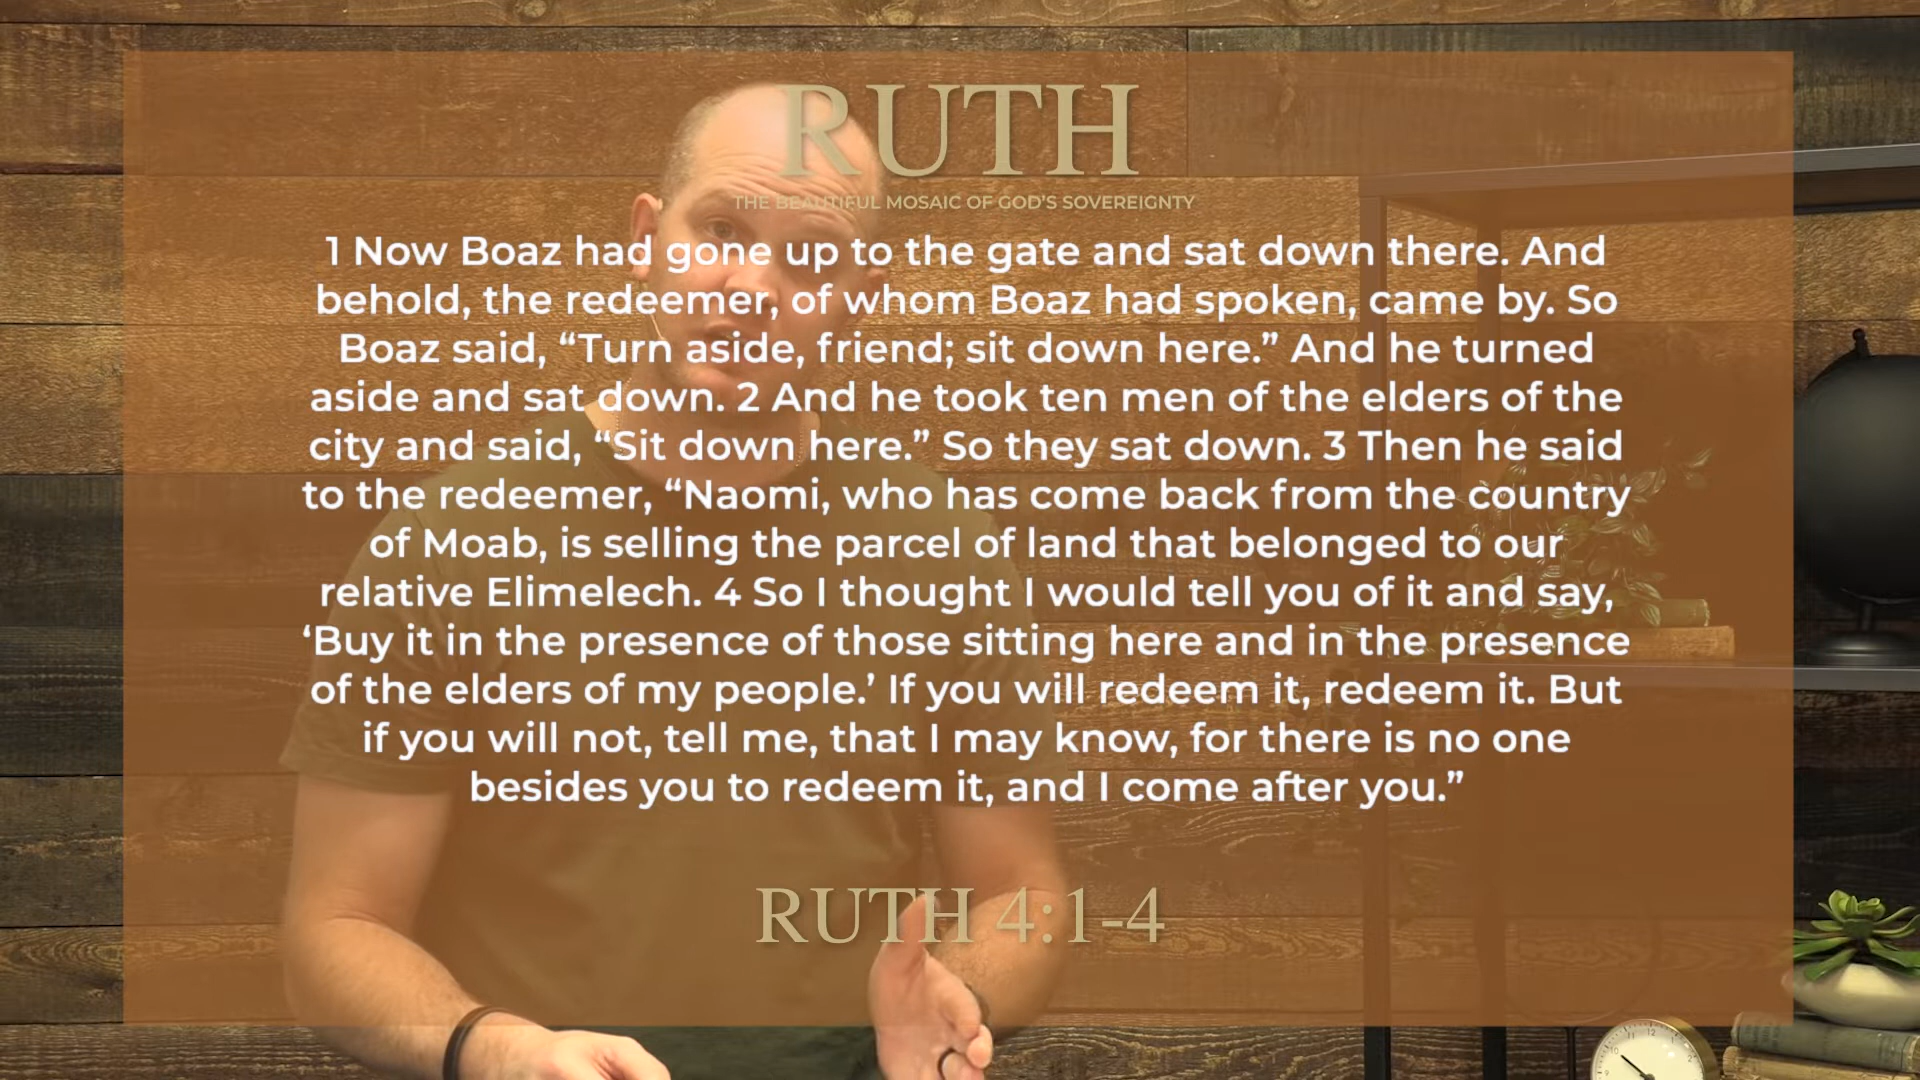 RUTH
THE BEAUTIFUL MOSAIC OF GOD'S SOVEREIGNTY
1 Now Boaz had gone up to the gate and sat down there. And
behold, the redeemer, of whom Boaz had spoken, came by. So
Boaz said, “Turn aside, friend; sit down here.” And he turned
aside and sat down. 2 And he took ten men of the elders of the
city and said, “Sit down here.” So they sat down. 3 Then he said
to the redeemer, “Naomi, who has come back from the country
of Moab, is selling the parcel of land that belonged to our
relative Elimelech. 4 So I thought I would tell you of it and say,
‘Buy it in the presence of those sitting here and in the presence
of the elders of my people.’ If you will redeem it, redeem it. But
if you will not, tell me, that I may know, for there is no one
besides you to redeem it, and I come after you.”
RUTH 4:1-4